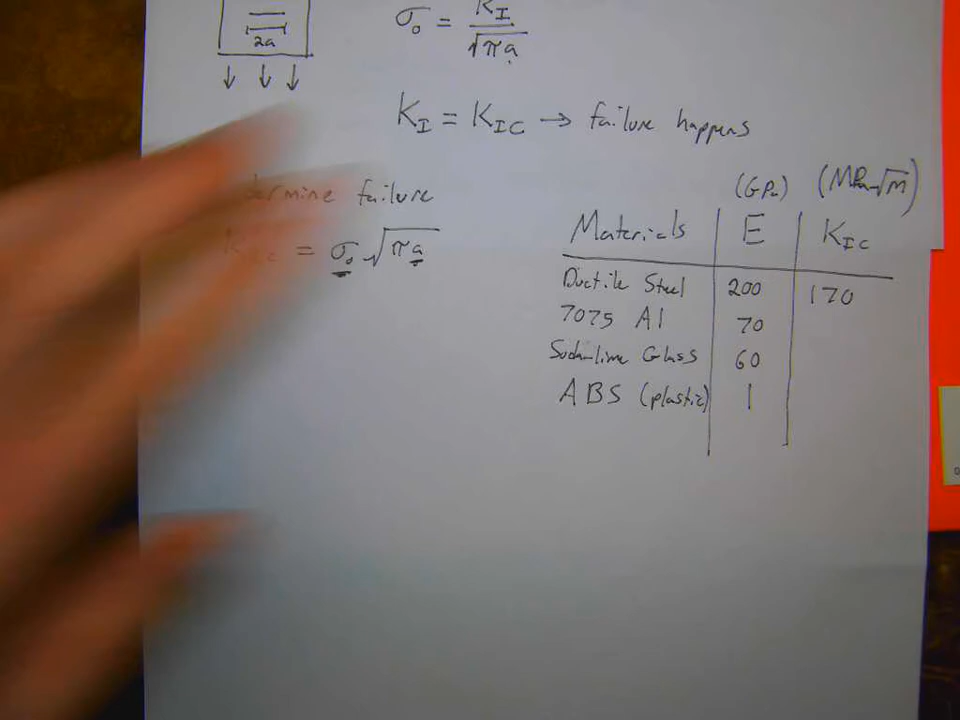 2a
σ₀ = K_I / √πa
K_I = K_IC → failure happens
failure
= σ₀ √πa
(GPa) (MPa√m)
Materials E K_IC
Ductile Steel 200 170
7075 Al 70
Soda-lime Glass 60
ABS (plastic) 1